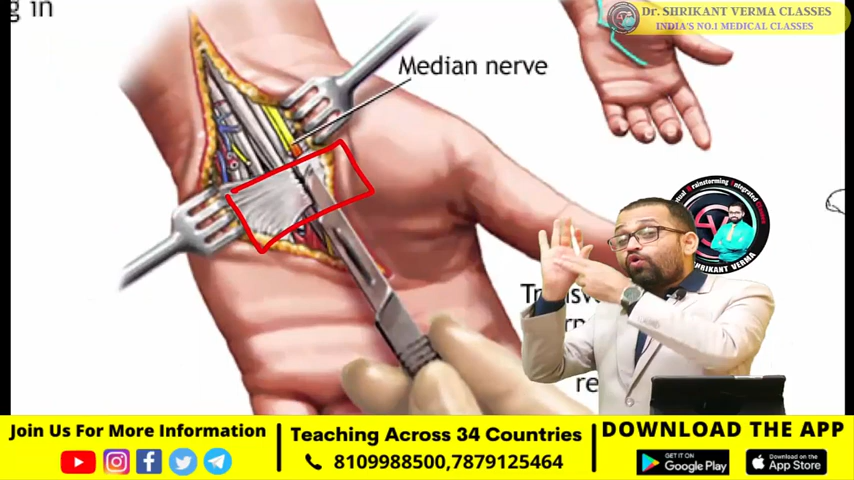 g in
Dr. SHRIKANT VERMA CLASSES
INDIA'S NO.1 MEDICAL CLASSES
Median nerve
SHRIKANT VERMA
re
Join Us For More Information
Teaching Across 34 Countries
8109988500,7879125464
DOWNLOAD THE APP
GET IT ON
Google Play
Download on the
App Store